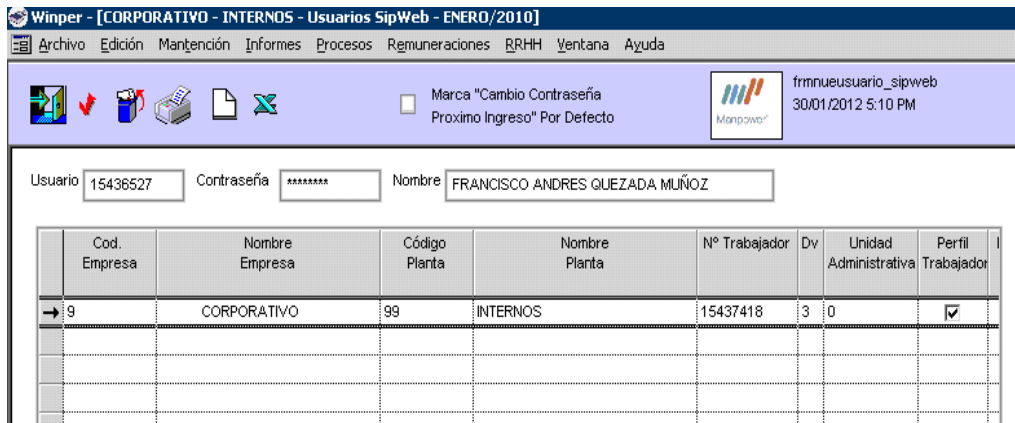 Winper - [CORPORATIVO - INTERNOS - Usuarios SipWeb - ENERO/2010]
Archivo Edición Mantención Informes Procesos Remuneraciones RRHH Ventana Ayuda
Marca "Cambio Contraseña
Proximo Ingreso" Por Defecto
Manpower
frmnueusuario_sipweb
30/01/2012 5:10 PM
Usuario 15436527 Contraseña ******** Nombre FRANCISCO ANDRES QUEZADA MUÑOZ
Cod. Nombre Código Nombre Nº Trabajador Dv Unidad Perfil
Empresa Empresa Planta Planta Administrativa Trabajador
9 CORPORATIVO 99 INTERNOS 15437418 3 0